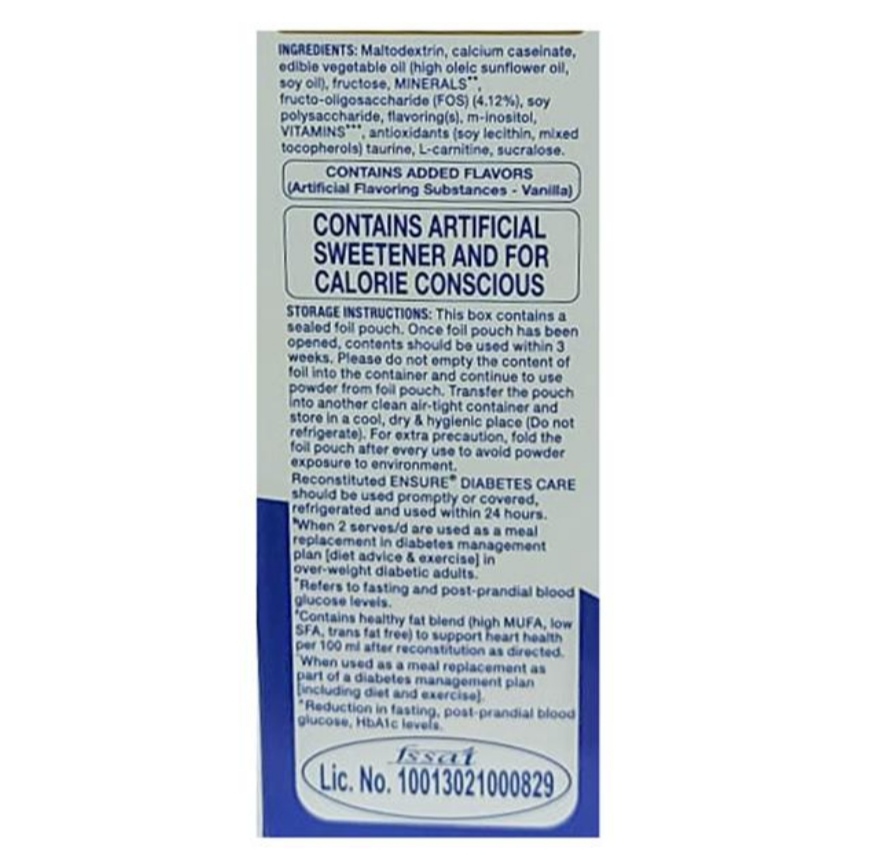 INGREDIENTS: Maltodextrin, calcium caseinate,
edible vegetable oil (high oleic sunflower oil,
soy oil), fructose, MINERALS**,
fructo-oligosaccharide (FOS) (4.12%), soy
polysaccharide, flavoring(s), m-inositol,
VITAMINS***, antioxidants (soy lecithin, mixed
tocopherols) taurine, L-carnitine, sucralose.
CONTAINS ADDED FLAVORS
(Artificial Flavoring Substances - Vanilla)
CONTAINS ARTIFICIAL
SWEETENER AND FOR
CALORIE CONSCIOUS
STORAGE INSTRUCTIONS: This box contains a
sealed foil pouch. Once foil pouch has been
opened, contents should be used within 3
weeks. Please do not empty the content of
foil into the container and continue to use
powder from foil pouch. Transfer the pouch
into another clean air-tight container and
store in a cool, dry & hygienic place (Do not
refrigerate). For extra precaution, fold the
foil pouch after every use to avoid powder
exposure to environment.
Reconstituted ENSURE® DIABETES CARE
should be used promptly or covered,
refrigerated and used within 24 hours.
When 2 serves/d are used as a meal
replacement in diabetes management
plan [diet advice & exercise] in
over-weight diabetic adults.
*Refers to fasting and post-prandial blood
glucose levels.
Contains healthy fat blend (high MUFA, low
SFA, trans fat free) to support heart health
per 100 ml after reconstitution as directed.
When used as a meal replacement as
part of a diabetes management plan
[including diet and exercise].
Reduction in fasting, post-prandial blood
glucose, HbA1c levels.
fssai
Lic. No. 10013021000829